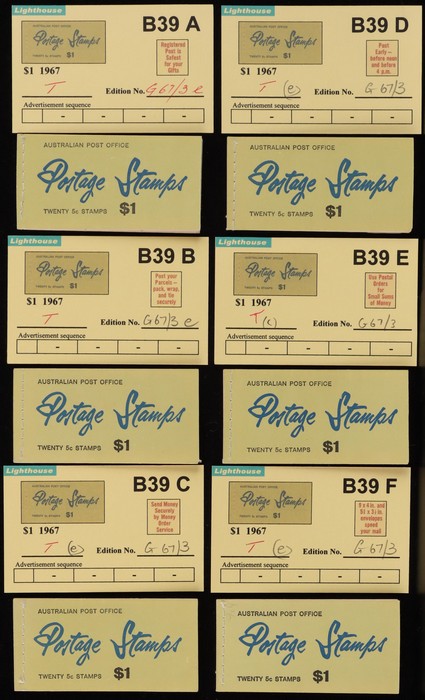 Lighthouse
B39 A
AUSTRALIAN POST OFFICE
Postage Stamps
TWENTY 5c STAMPS $1
Registered
Post is
Safest
for your
Gifts
$1 1967
T
Edition No. G67/3 e
Advertisement sequence
- - - -
AUSTRALIAN POST OFFICE
Postage Stamps
TWENTY 5c STAMPS $1
Lighthouse
B39 D
AUSTRALIAN POST OFFICE
Postage Stamps
TWENTY 5c STAMPS $1
Post
Early –
before noon
and before
4 p.m.
$1 1967
T (e)
Edition No. G67/3
Advertisement sequence
- - - -
AUSTRALIAN POST OFFICE
Postage Stamps
TWENTY 5c STAMPS $1
Lighthouse
B39 B
AUSTRALIAN POST OFFICE
Postage Stamps
TWENTY 5c STAMPS $1
Post your
Parcels –
pack, wrap,
and tie
securely
$1 1967
T
Edition No. G67/3 e
Advertisement sequence
- - - -
AUSTRALIAN POST OFFICE
Postage Stamps
TWENTY 5c STAMPS $1
Lighthouse
B39 E
AUSTRALIAN POST OFFICE
Postage Stamps
TWENTY 5c STAMPS $1
Use Postal
Orders
for
Small Sums
of Money
$1 1967
T (e)
Edition No. G67/3
Advertisement sequence
- - - -
AUSTRALIAN POST OFFICE
Postage Stamps
TWENTY 5c STAMPS $1
Lighthouse
B39 C
AUSTRALIAN POST OFFICE
Postage Stamps
TWENTY 5c STAMPS $1
Send Money
Securely
by Money
Order
Service
$1 1967
T (e)
Edition No. G67/3
Advertisement sequence
- - - -
AUSTRALIAN POST OFFICE
Postage Stamps
TWENTY 5c STAMPS $1
Lighthouse
B39 F
AUSTRALIAN POST OFFICE
Postage Stamps
TWENTY 5c STAMPS $1
envelopes
speed
your mail
$1 1967
T (e)
Edition No. G67/3
Advertisement sequence
- - - -
AUSTRALIAN POST OFFICE
Postage Stamps
TWENTY 5c STAMPS $1